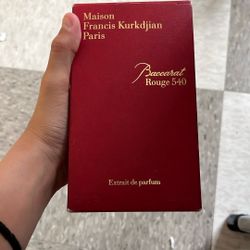 Maison
Francis Kurkdjian
Paris
Baccarat
Rouge 540
Extrait de parfum